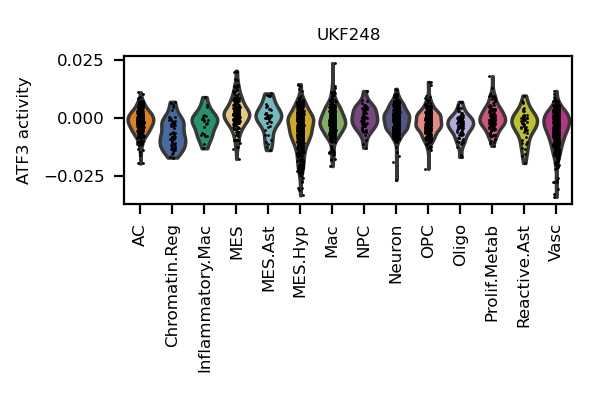 UKF248
ATF3 activity
0.025
0.000
−0.025
AC
Chromatin.Reg
Inflammatory.Mac
MES
MES.Ast
MES.Hyp
Mac
NPC
Neuron
OPC
Oligo
Prolif.Metab
Reactive.Ast
Vasc